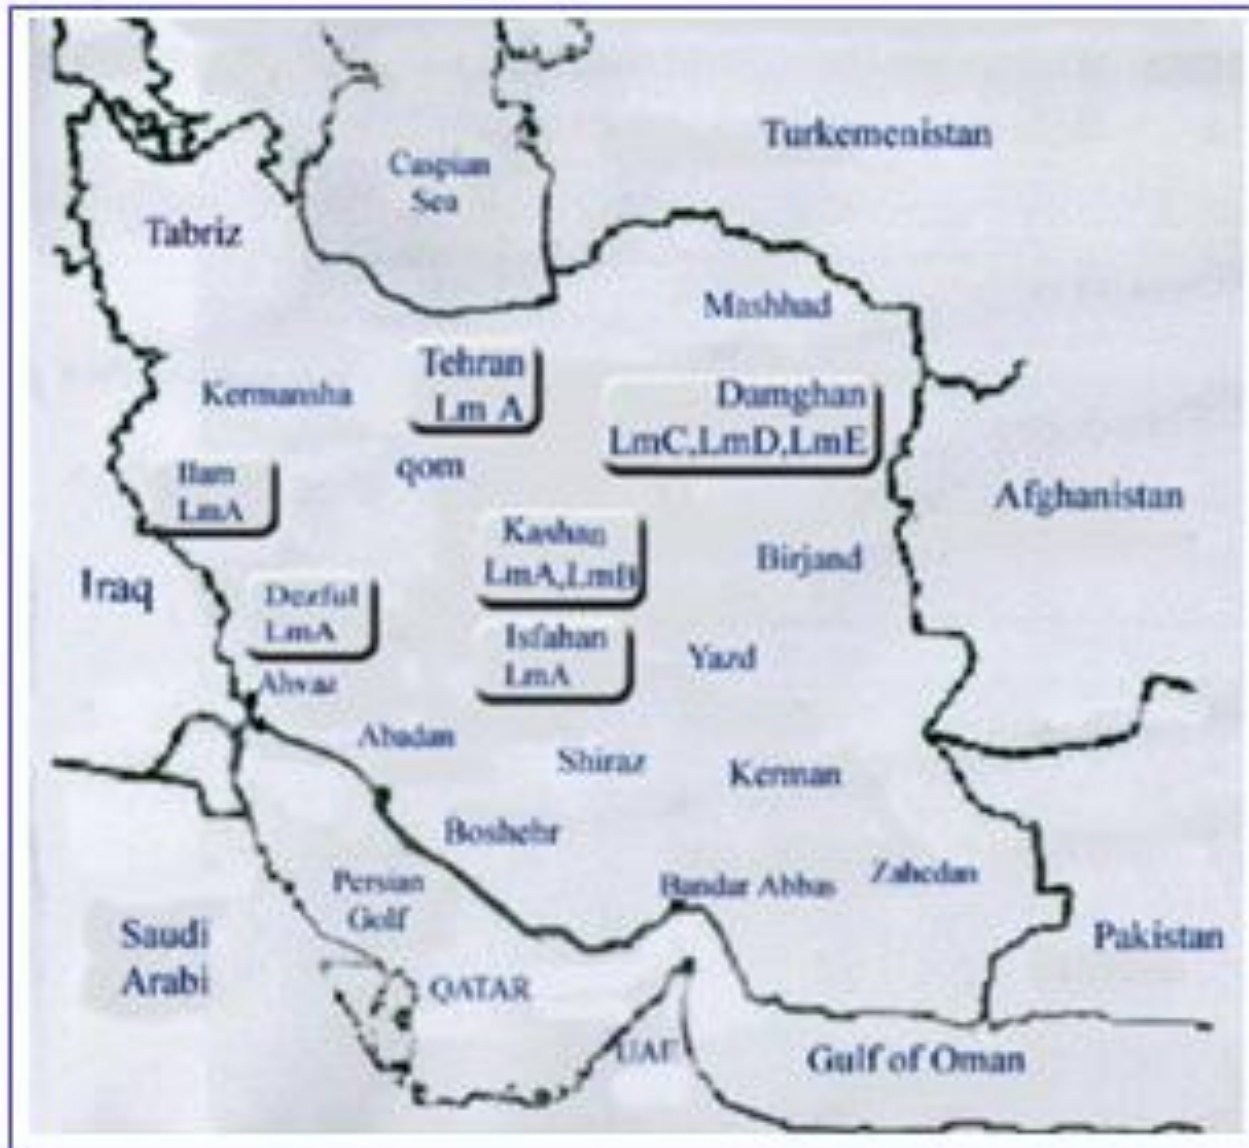 Turkemenistan
Caspian
Sea
Tabriz
Mashhad
Tehran
Lm A
Kermansha
Damghan
LmC,LmD,LmE
qom
Ilam
LmA
Afghanistan
Kashan
LmA,LmB
Birjand
Iraq
Dezful
LmA
Isfahan
LmA
Yazd
Ahvaz
Abadan
Shiraz
Kerman
Boshehr
Persian
Golf
Bandar Abbas
Zahedan
Saudi
Arabi
Pakistan
QATAR
UAE
Gulf of Oman